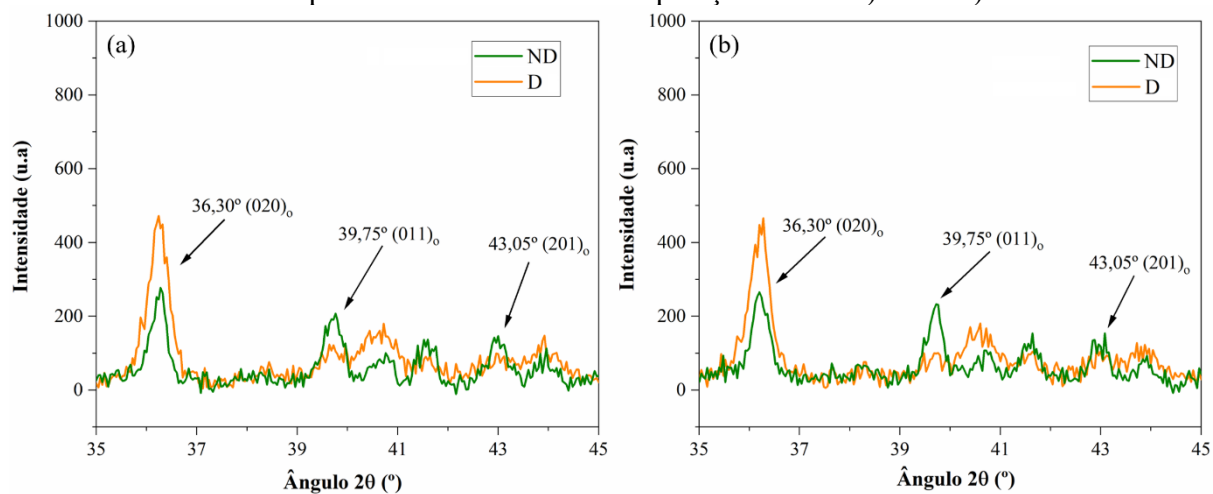 (a)
ND
D
36,30º (020)ₒ
39,75º (011)ₒ
43,05º (201)ₒ
Intensidade (u.a)
1000
800
600
400
200
0
35
37
39
41
43
45
Ângulo 2θ (º)
(b)
ND
D
36,30º (020)ₒ
39,75º (011)ₒ
43,05º (201)ₒ
Intensidade (u.a)
1000
800
600
400
200
0
35
37
39
41
43
45
Ângulo 2θ (º)